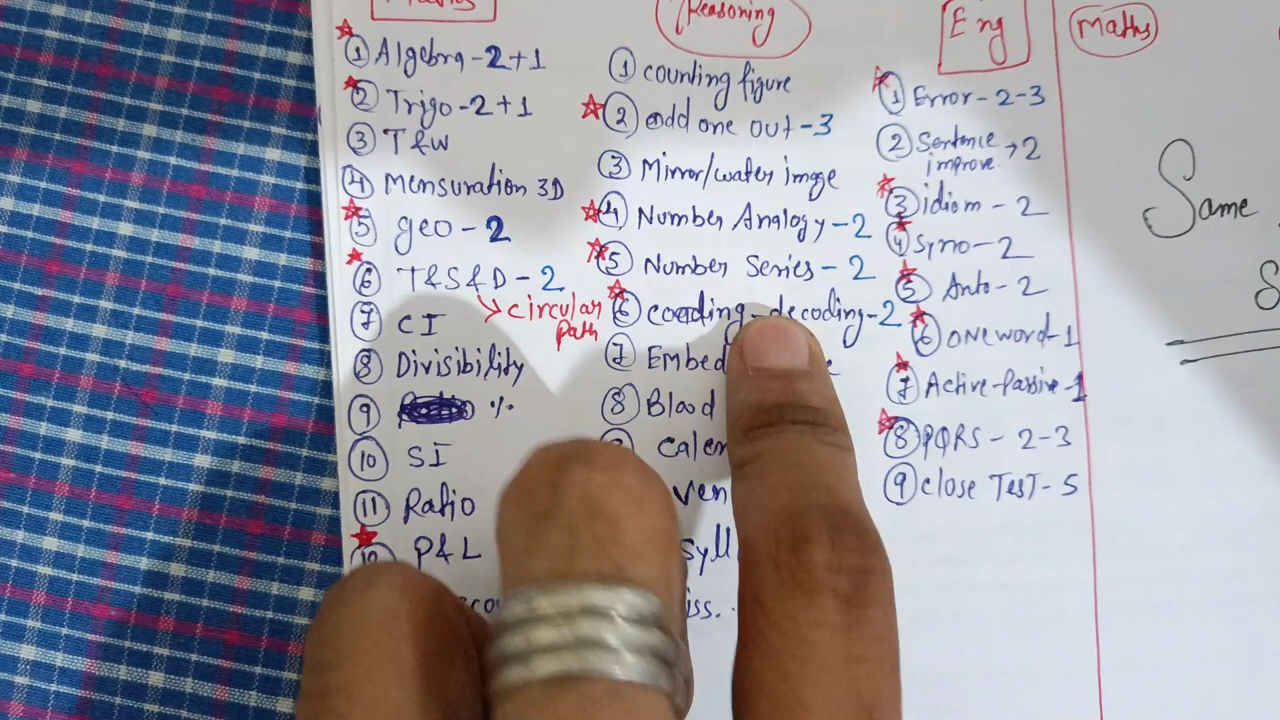 Maths
① Algebra - 2+1
② Trigo - 2+1
③ T&W
④ Mensuration 3D
⑤ geo - 2
⑥ T&S&D - 2
circular
path
⑦ CI
⑧ Divisibility
⑨ %
⑩ SI
⑪ Ratio
⑫ P&L
Reasoning
① counting figure
② odd one out - 3
③ Mirror/water image
④ Number Analogy - 2
⑤ Number Series - 2
⑥ coding-decoding - 2
⑦ Embed
⑧ Blood
Calen
Ven
Syll
iss.
Eng
① Error - 2-3
② Sentence
improve. → 2
③ idiom - 2
④ Syno - 2
⑤ Anto - 2
⑥ oneword - 1
⑦ Active-Passive - 1
⑧ PQRS - 2-3
⑨ close TesT - 5
Maths
Same
S